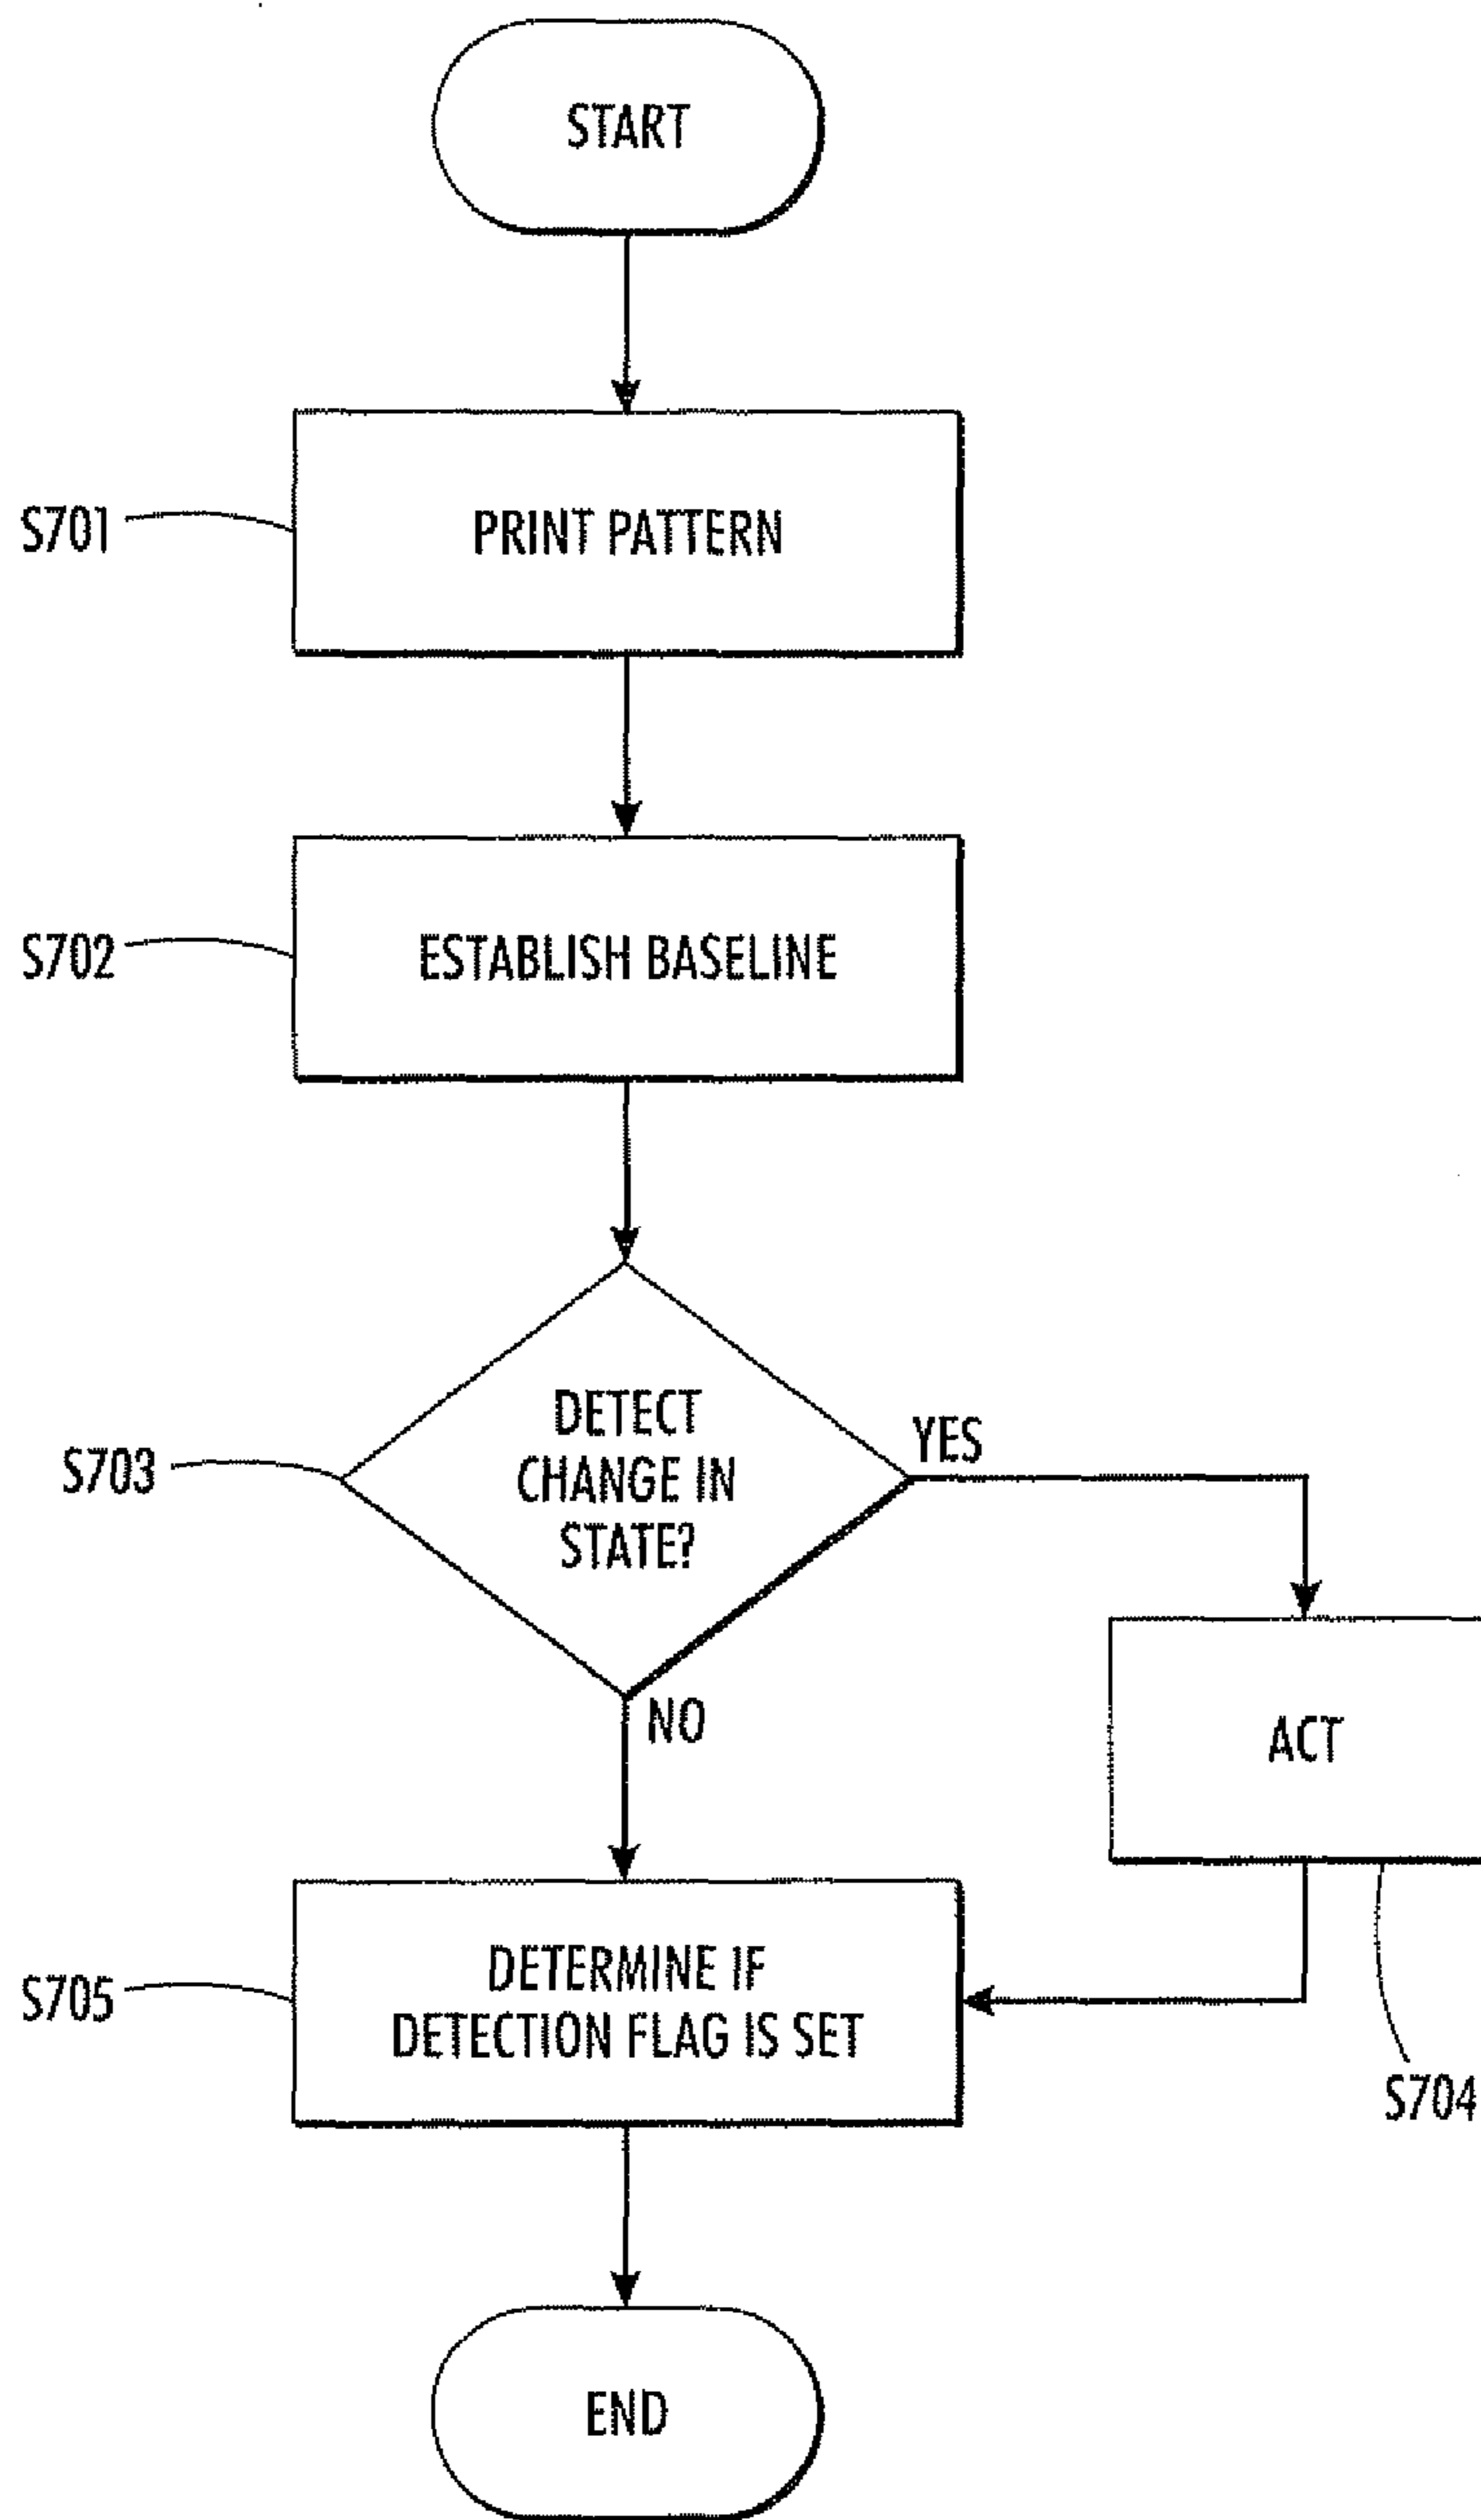 START
S701
PRINT PATTERN
S702
ESTABLISH BASELINE
S703
DETECT
CHANGE IN
STATE?
YES
NO
ACT
S704
S705
DETERMINE IF
DETECTION FLAG IS SET
END